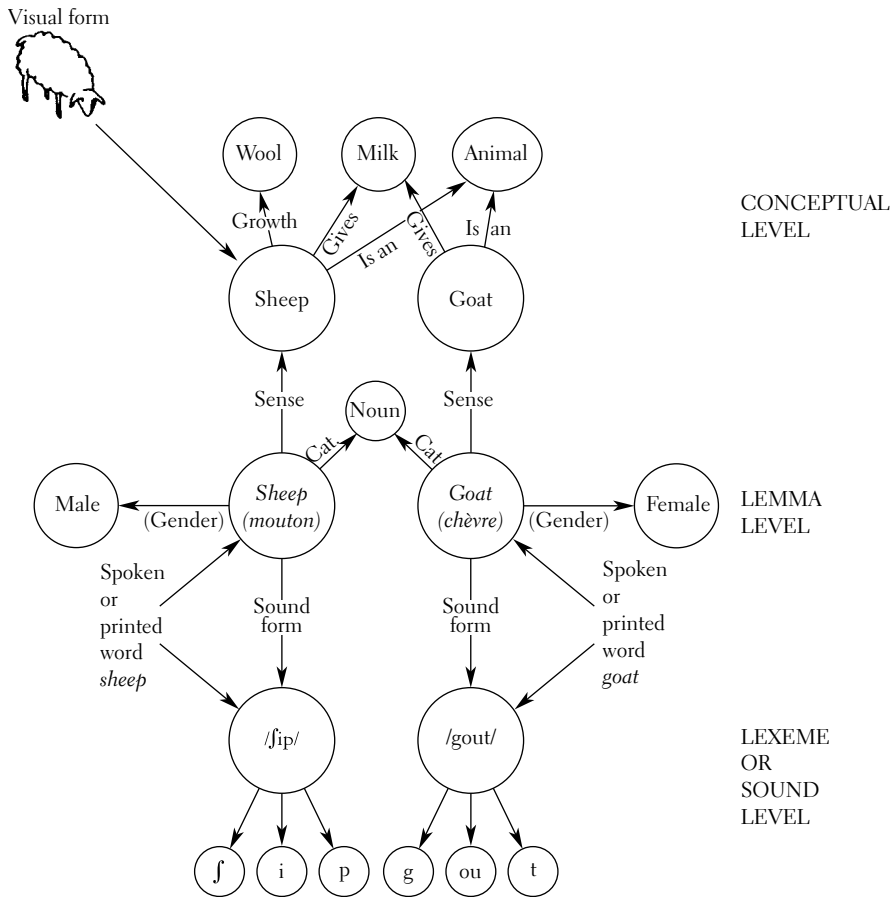 Visual form
Wool
Milk
Animal
Growth
Gives
Is an
Gives
Is an
CONCEPTUAL
LEVEL
Sheep
Goat
Sense
Sense
Noun
Cat
Cat
Male
(Gender)
Sheep
(mouton)
Goat
(chèvre)
(Gender)
Female
LEMMA
LEVEL
Spoken
or
printed
word
sheep
Sound
form
Sound
form
Spoken
or
printed
word
goat
/ʃip/
/gout/
LEXEME
OR
SOUND
LEVEL
ʃ
i
p
g
ou
t